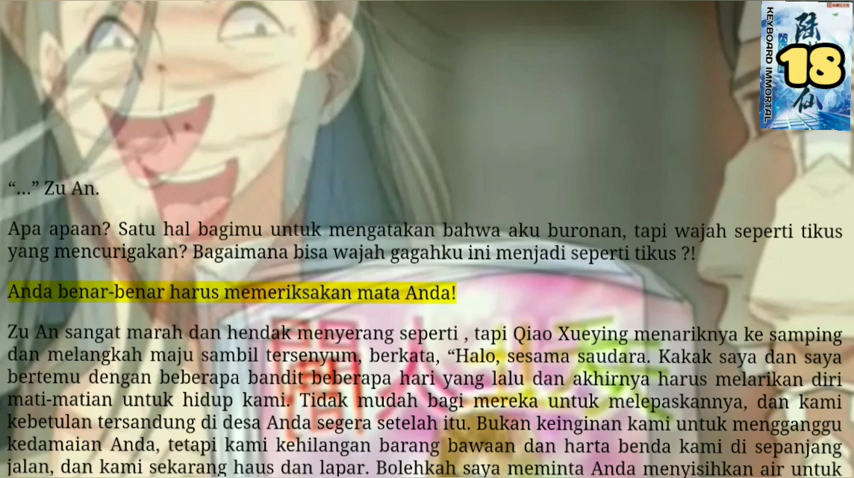 KEYBOARD IMMORTAL
18
“...” Zu An.
Apa apaan? Satu hal bagimu untuk mengatakan bahwa aku buronan, tapi wajah seperti tikus
yang mencurigakan? Bagaimana bisa wajah gagahku ini menjadi seperti tikus ?!
Anda benar-benar harus memeriksakan mata Anda!
Zu An sangat marah dan hendak menyerang seperti , tapi Qiao Xueying menariknya ke samping
dan melangkah maju sambil tersenyum, berkata, “Halo, sesama saudara. Kakak saya dan saya
bertemu dengan beberapa bandit beberapa hari yang lalu dan akhirnya harus melarikan diri
mati-matian untuk hidup kami. Tidak mudah bagi mereka untuk melepaskannya, dan kami
kebetulan tersandung di desa Anda segera setelah itu. Bukan keinginan kami untuk mengganggu
kedamaian Anda, tetapi kami kehilangan barang bawaan dan harta benda kami di sepanjang
jalan, dan kami sekarang haus dan lapar. Bolehkah saya meminta Anda menyisihkan air untuk